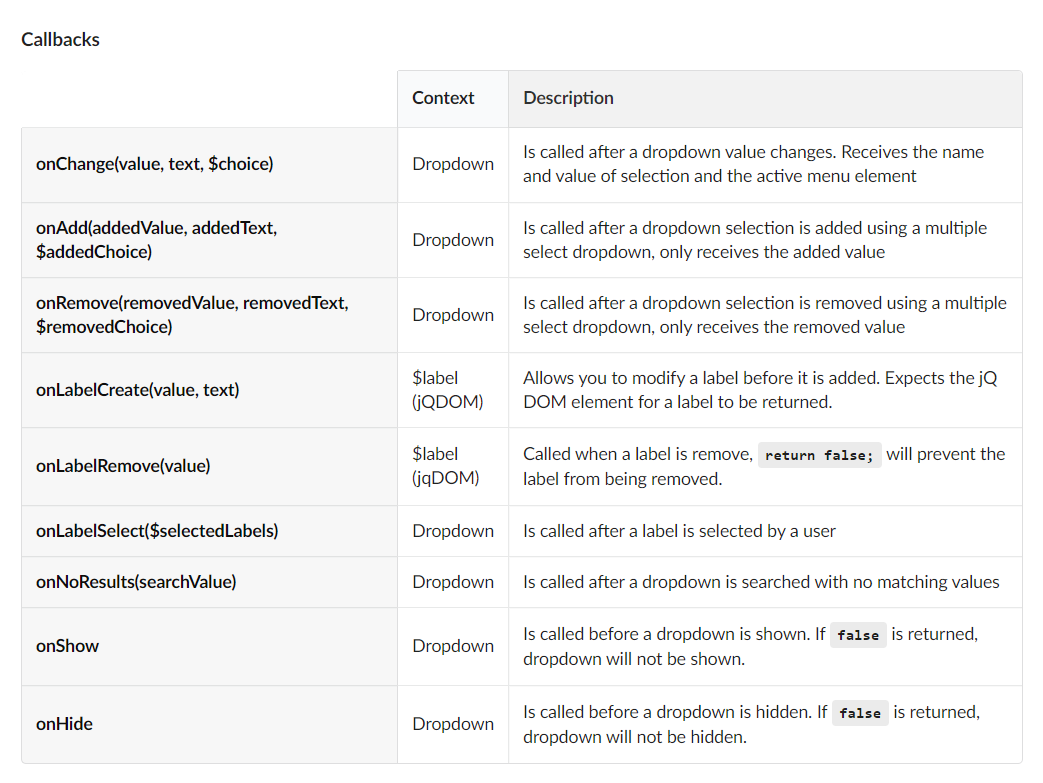 Callbacks
Context Description
onChange(value, text, $choice) Dropdown Is called after a dropdown value changes. Receives the name
and value of selection and the active menu element
onAdd(addedValue, addedText,
$addedChoice) Dropdown Is called after a dropdown selection is added using a multiple
select dropdown, only receives the added value
onRemove(removedValue, removedText,
$removedChoice) Dropdown Is called after a dropdown selection is removed using a multiple
select dropdown, only receives the removed value
onLabelCreate(value, text) $label
(jQDOM) Allows you to modify a label before it is added. Expects the jQ
DOM element for a label to be returned.
onLabelRemove(value) $label
(jqDOM) Called when a label is remove, return false; will prevent the
label from being removed.
onLabelSelect($selectedLabels) Dropdown Is called after a label is selected by a user
onNoResults(searchValue) Dropdown Is called after a dropdown is searched with no matching values
onShow Dropdown Is called before a dropdown is shown. If false is returned,
dropdown will not be shown.
onHide Dropdown Is called before a dropdown is hidden. If false is returned,
dropdown will not be hidden.